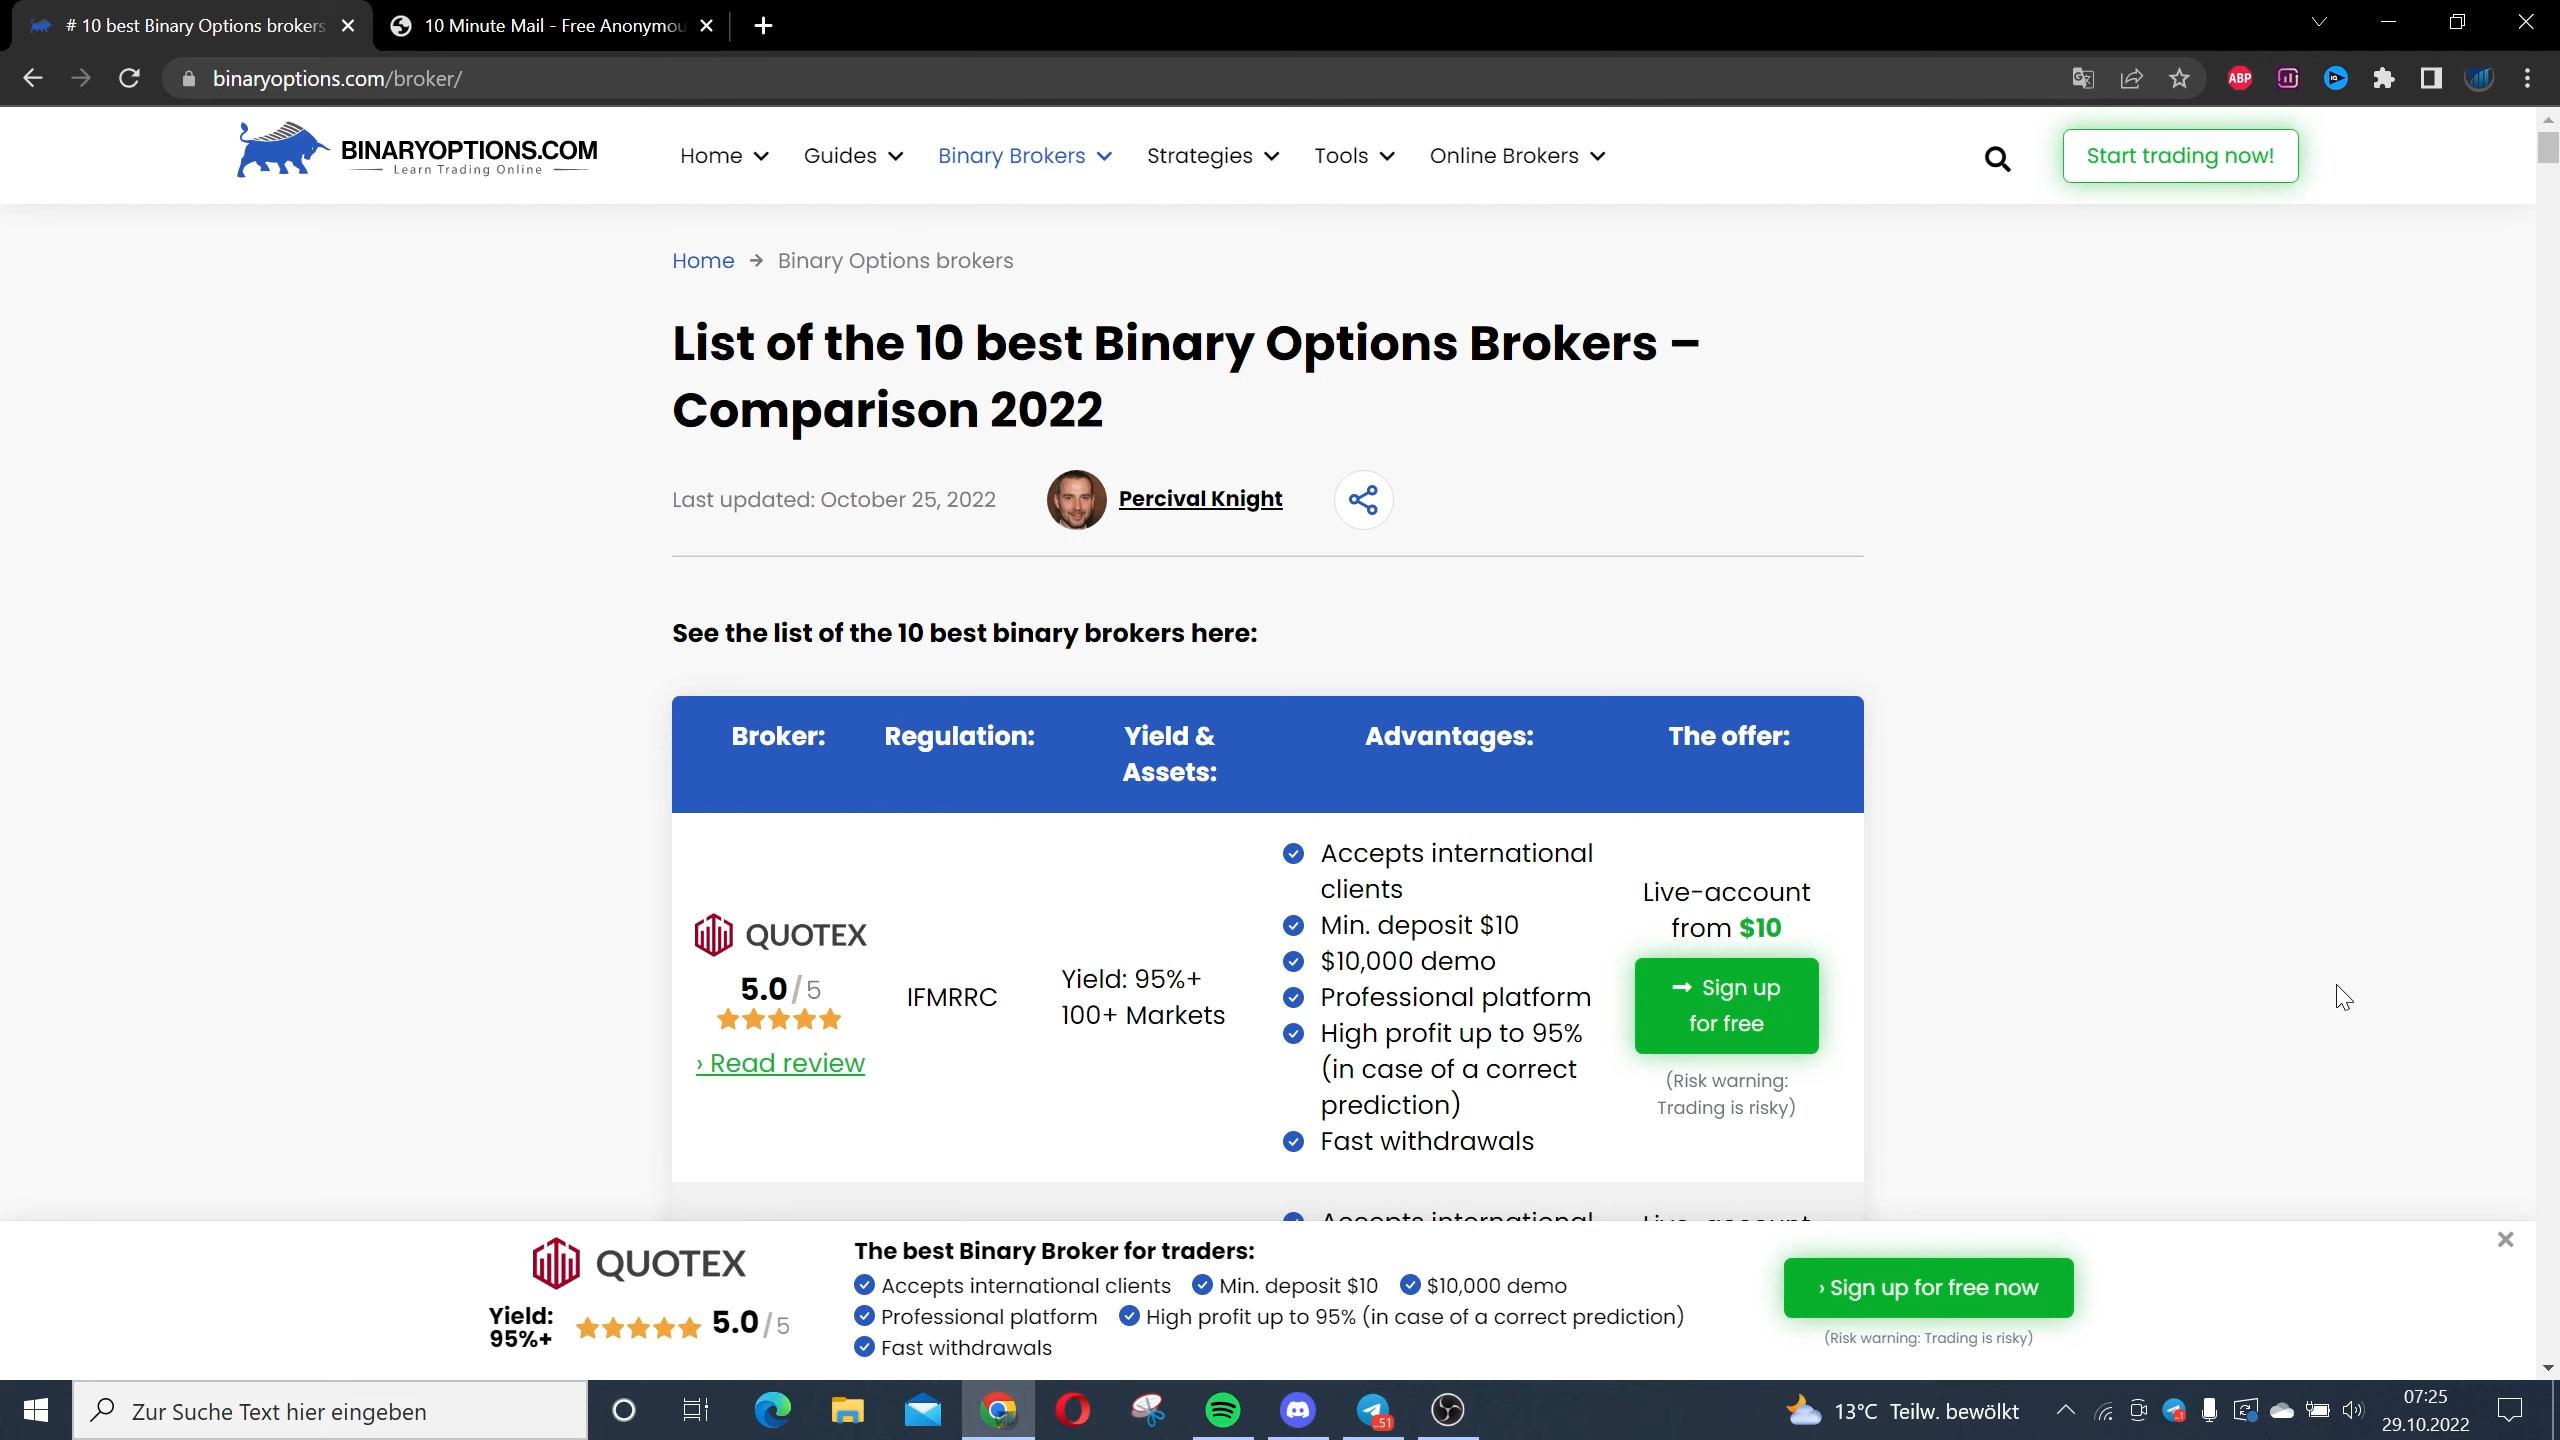 # 10 best Binary Options brokers
10 Minute Mail - Free Anonymou
binaryoptions.com/broker/
ABP
BINARYOPTIONS.COM
Learn Trading Online
Home
Guides
Binary Brokers
Strategies
Tools
Online Brokers
Start trading now!
Home → Binary Options brokers
List of the 10 best Binary Options Brokers –
Comparison 2022
Last updated: October 25, 2022
Percival Knight
See the list of the 10 best binary brokers here:
Broker:
Regulation:
Yield &
Assets:
Advantages:
The offer:
QUOTEX
5.0/5
› Read review
IFMRRC
Yield: 95%+
100+ Markets
Accepts international
clients
Min. deposit $10
$10,000 demo
Professional platform
High profit up to 95%
(in case of a correct
prediction)
Fast withdrawals
Live-account
from $10
→ Sign up
for free
(Risk warning:
Trading is risky)
Accepts international
Live-account
QUOTEX
Yield:
95%+
5.0/5
The best Binary Broker for traders:
Accepts international clients
Min. deposit $10
$10,000 demo
Professional platform
High profit up to 95% (in case of a correct prediction)
Fast withdrawals
› Sign up for free now
(Risk warning: Trading is risky)
Zur Suche Text hier eingeben
13°C Teilw. bewölkt
07:25
29.10.2022